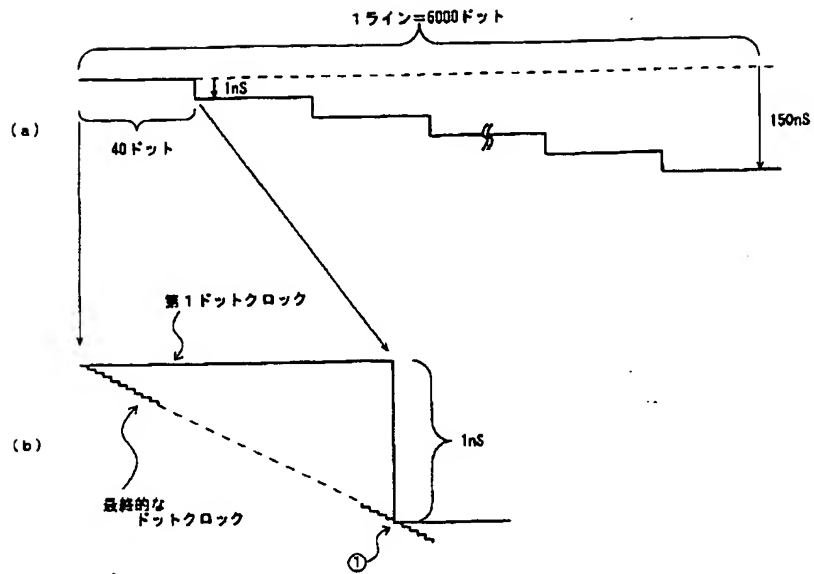 1ライン=6000ドット
1nS
150nS
(a)
40ドット
第1ドットクロック
(b)
1nS
最終的な
ドットクロック
①